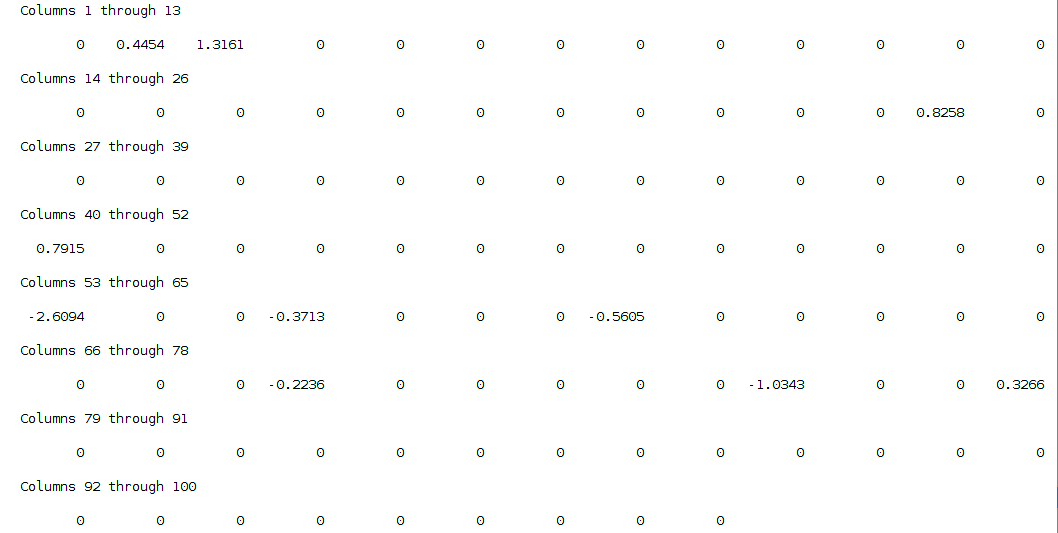 Columns 1 through 13
0 0.4454 1.3161 0 0 0 0 0 0 0 0 0 0
Columns 14 through 26
0 0 0 0 0 0 0 0 0 0 0 0.8258 0
Columns 27 through 39
0 0 0 0 0 0 0 0 0 0 0 0 0
Columns 40 through 52
0.7915 0 0 0 0 0 0 0 0 0 0 0 0
Columns 53 through 65
-2.6094 0 0 -0.3713 0 0 0 -0.5605 0 0 0 0 0
Columns 66 through 78
0 0 0 -0.2236 0 0 0 0 0 -1.0343 0 0 0.3266
Columns 79 through 91
0 0 0 0 0 0 0 0 0 0 0 0 0
Columns 92 through 100
0 0 0 0 0 0 0 0 0